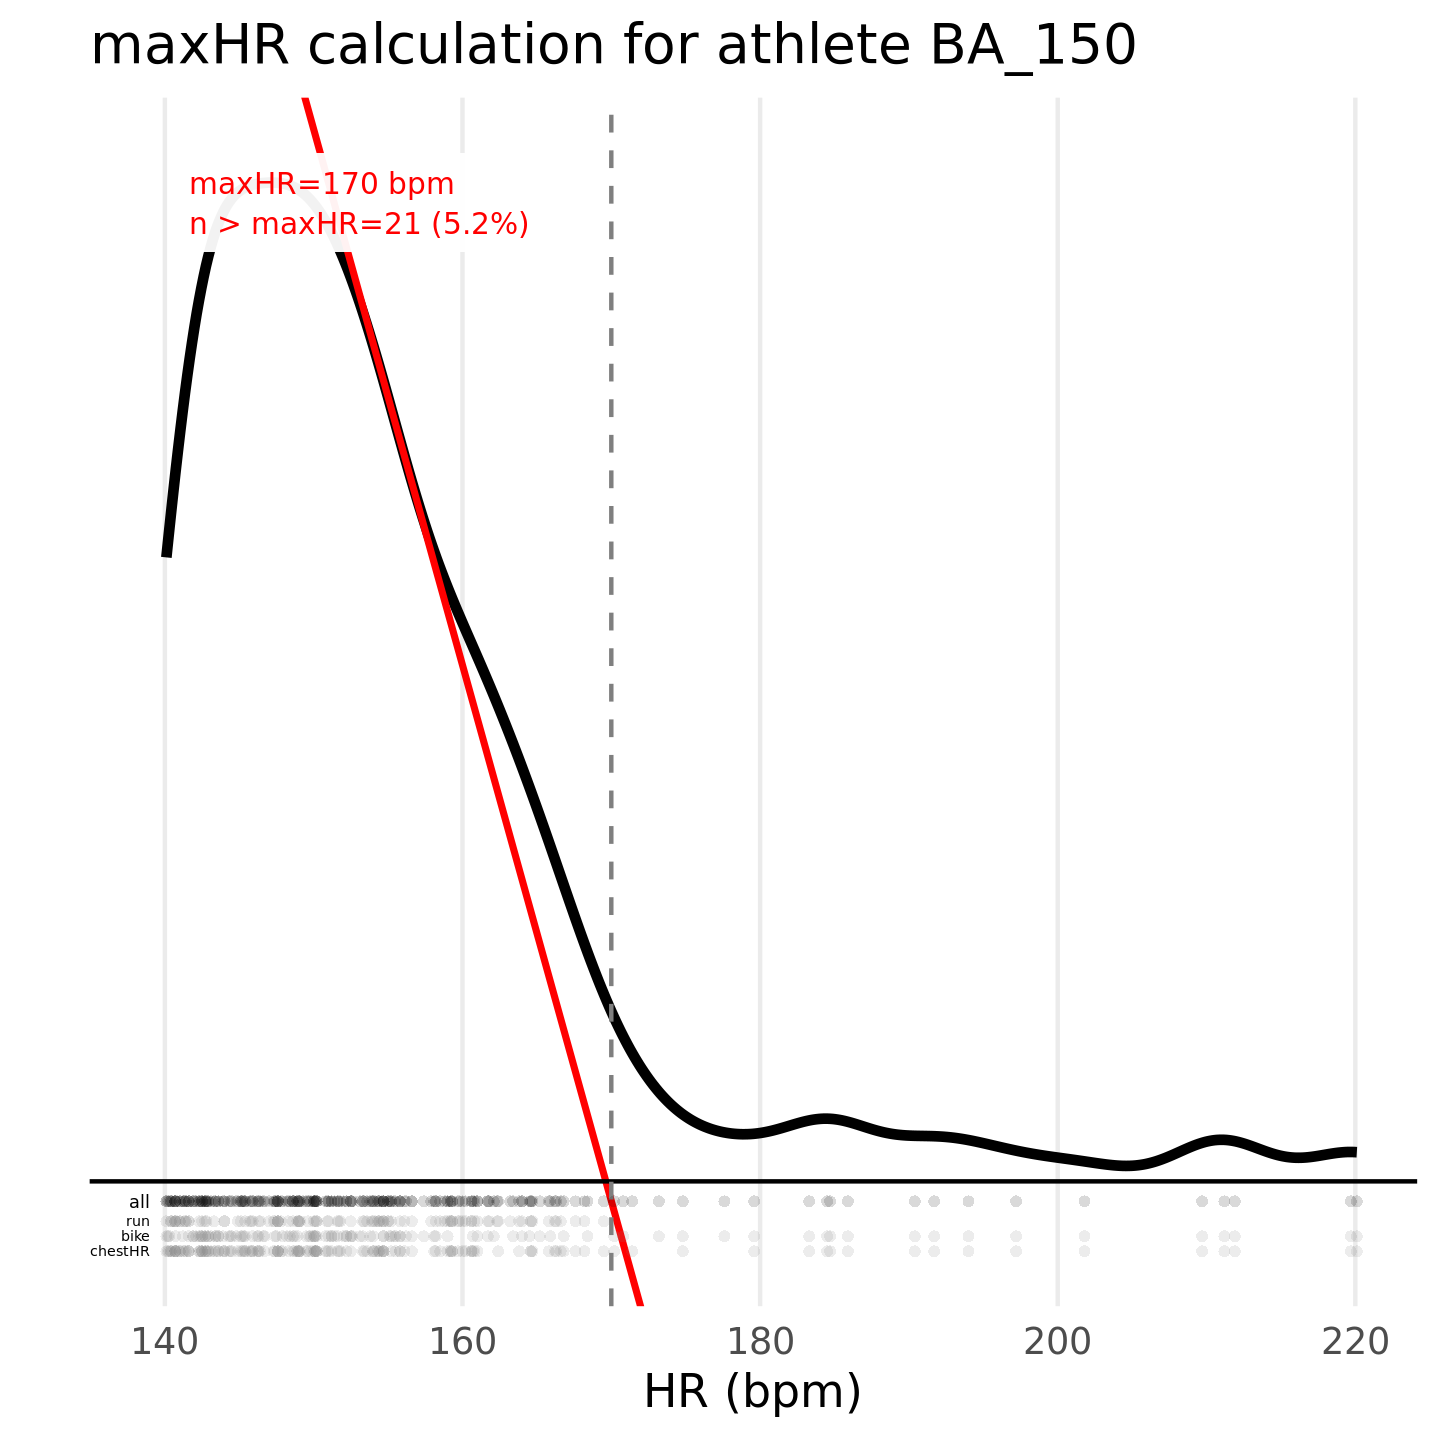 maxHR calculation for athlete BA_150
maxHR=170 bpm
n > maxHR=21 (5.2%)
all
run
bike
chestHR
140 160 180 200 220
HR (bpm)